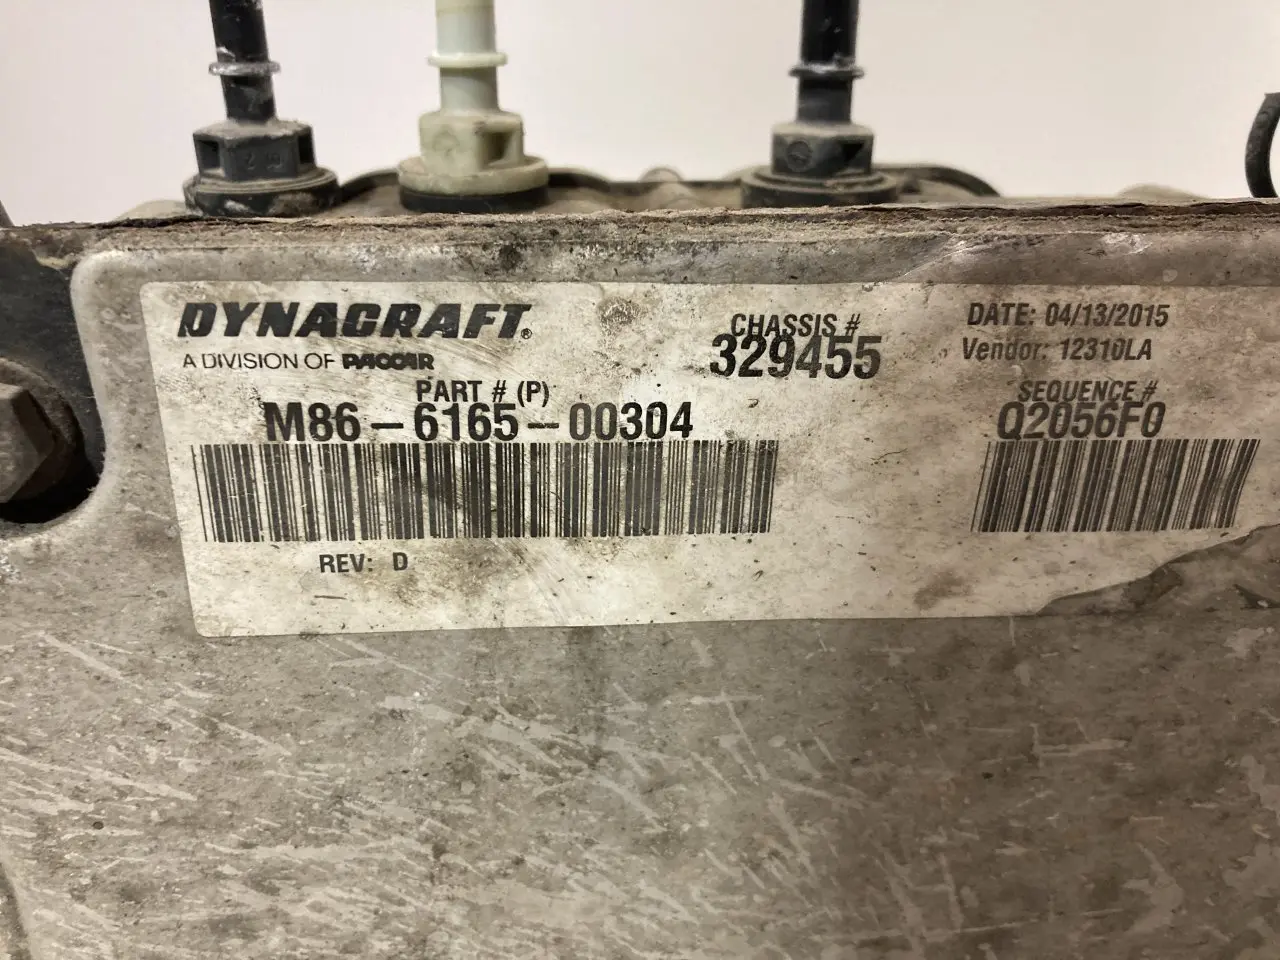 DYNACRAFT®
A DIVISION OF PACCAR
PART # (P)
M86-6165-00304
REV: D
CHASSIS #
329455
DATE: 04/13/2015
Vendor: 12310LA
SEQUENCE #
Q2056F0